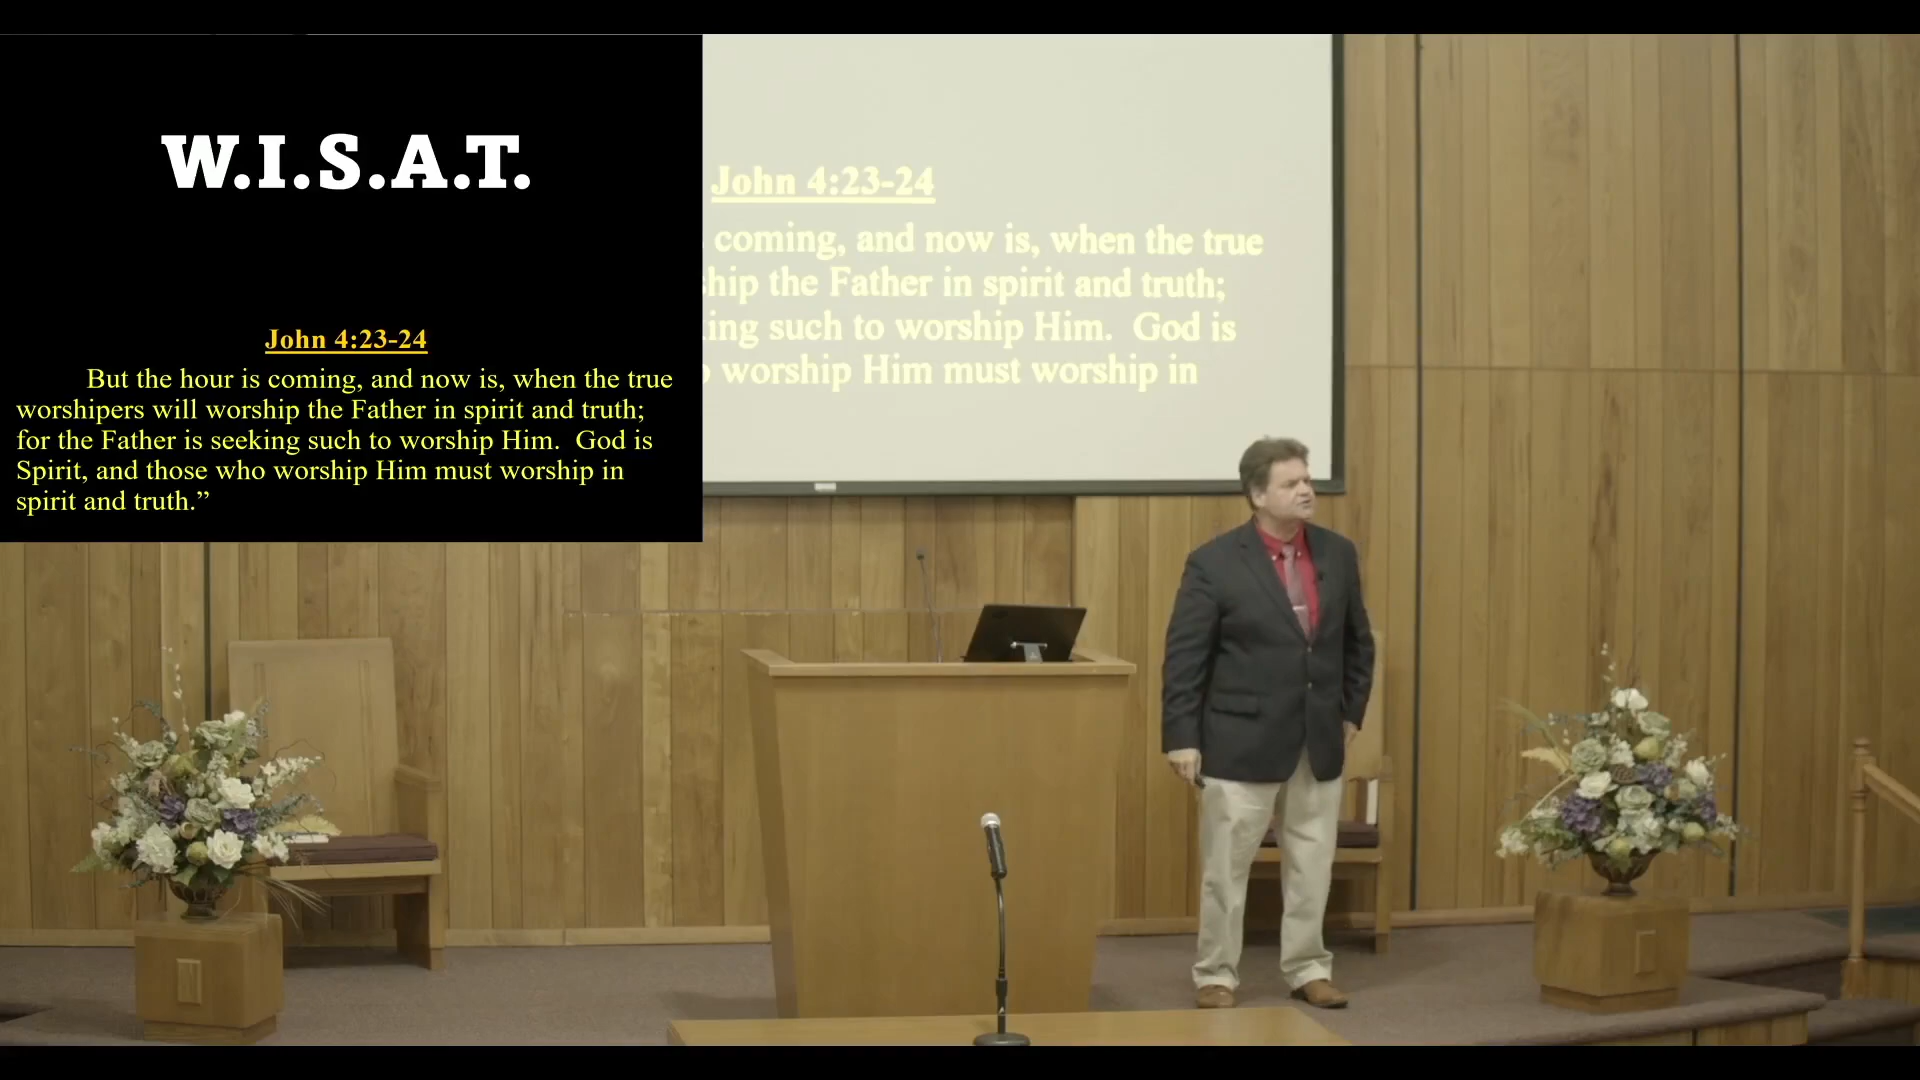 W.I.S.A.T.
John 4:23-24
But the hour is coming, and now is, when the true
worshipers will worship the Father in spirit and truth;
for the Father is seeking such to worship Him.  God is
Spirit, and those who worship Him must worship in
spirit and truth.”
John 4:23-24
coming, and now is, when the true
ship the Father in spirit and truth;
ing such to worship Him.  God is
worship Him must worship in